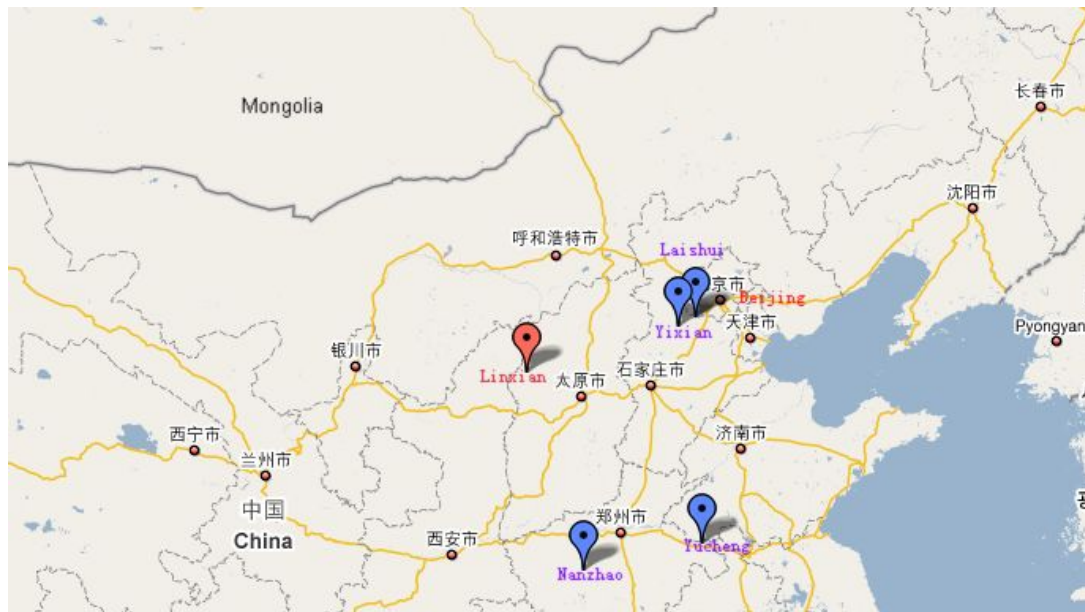 长春市
Mongolia
沈阳市
呼和浩特市
Laishui
京市
Beijing
Yixian
天津市
Pyongyan
银川市
Linxian
太原市
石家庄市
西宁市
兰州市
济南市
中国
China
西安市
郑州市
Yucheng
Nanzhao